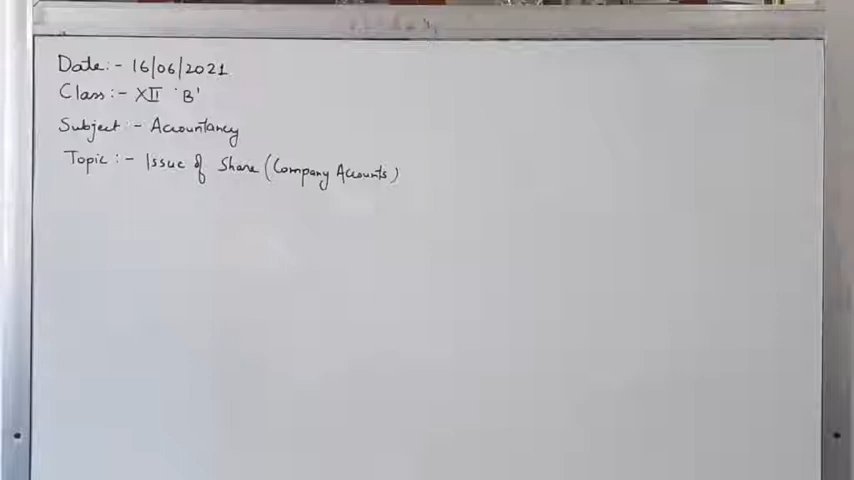 Date:- 16/06/2021
Class:- XII 'B'
Subject:- Accountancy
Topic:- Issue of Share (Company Accounts)